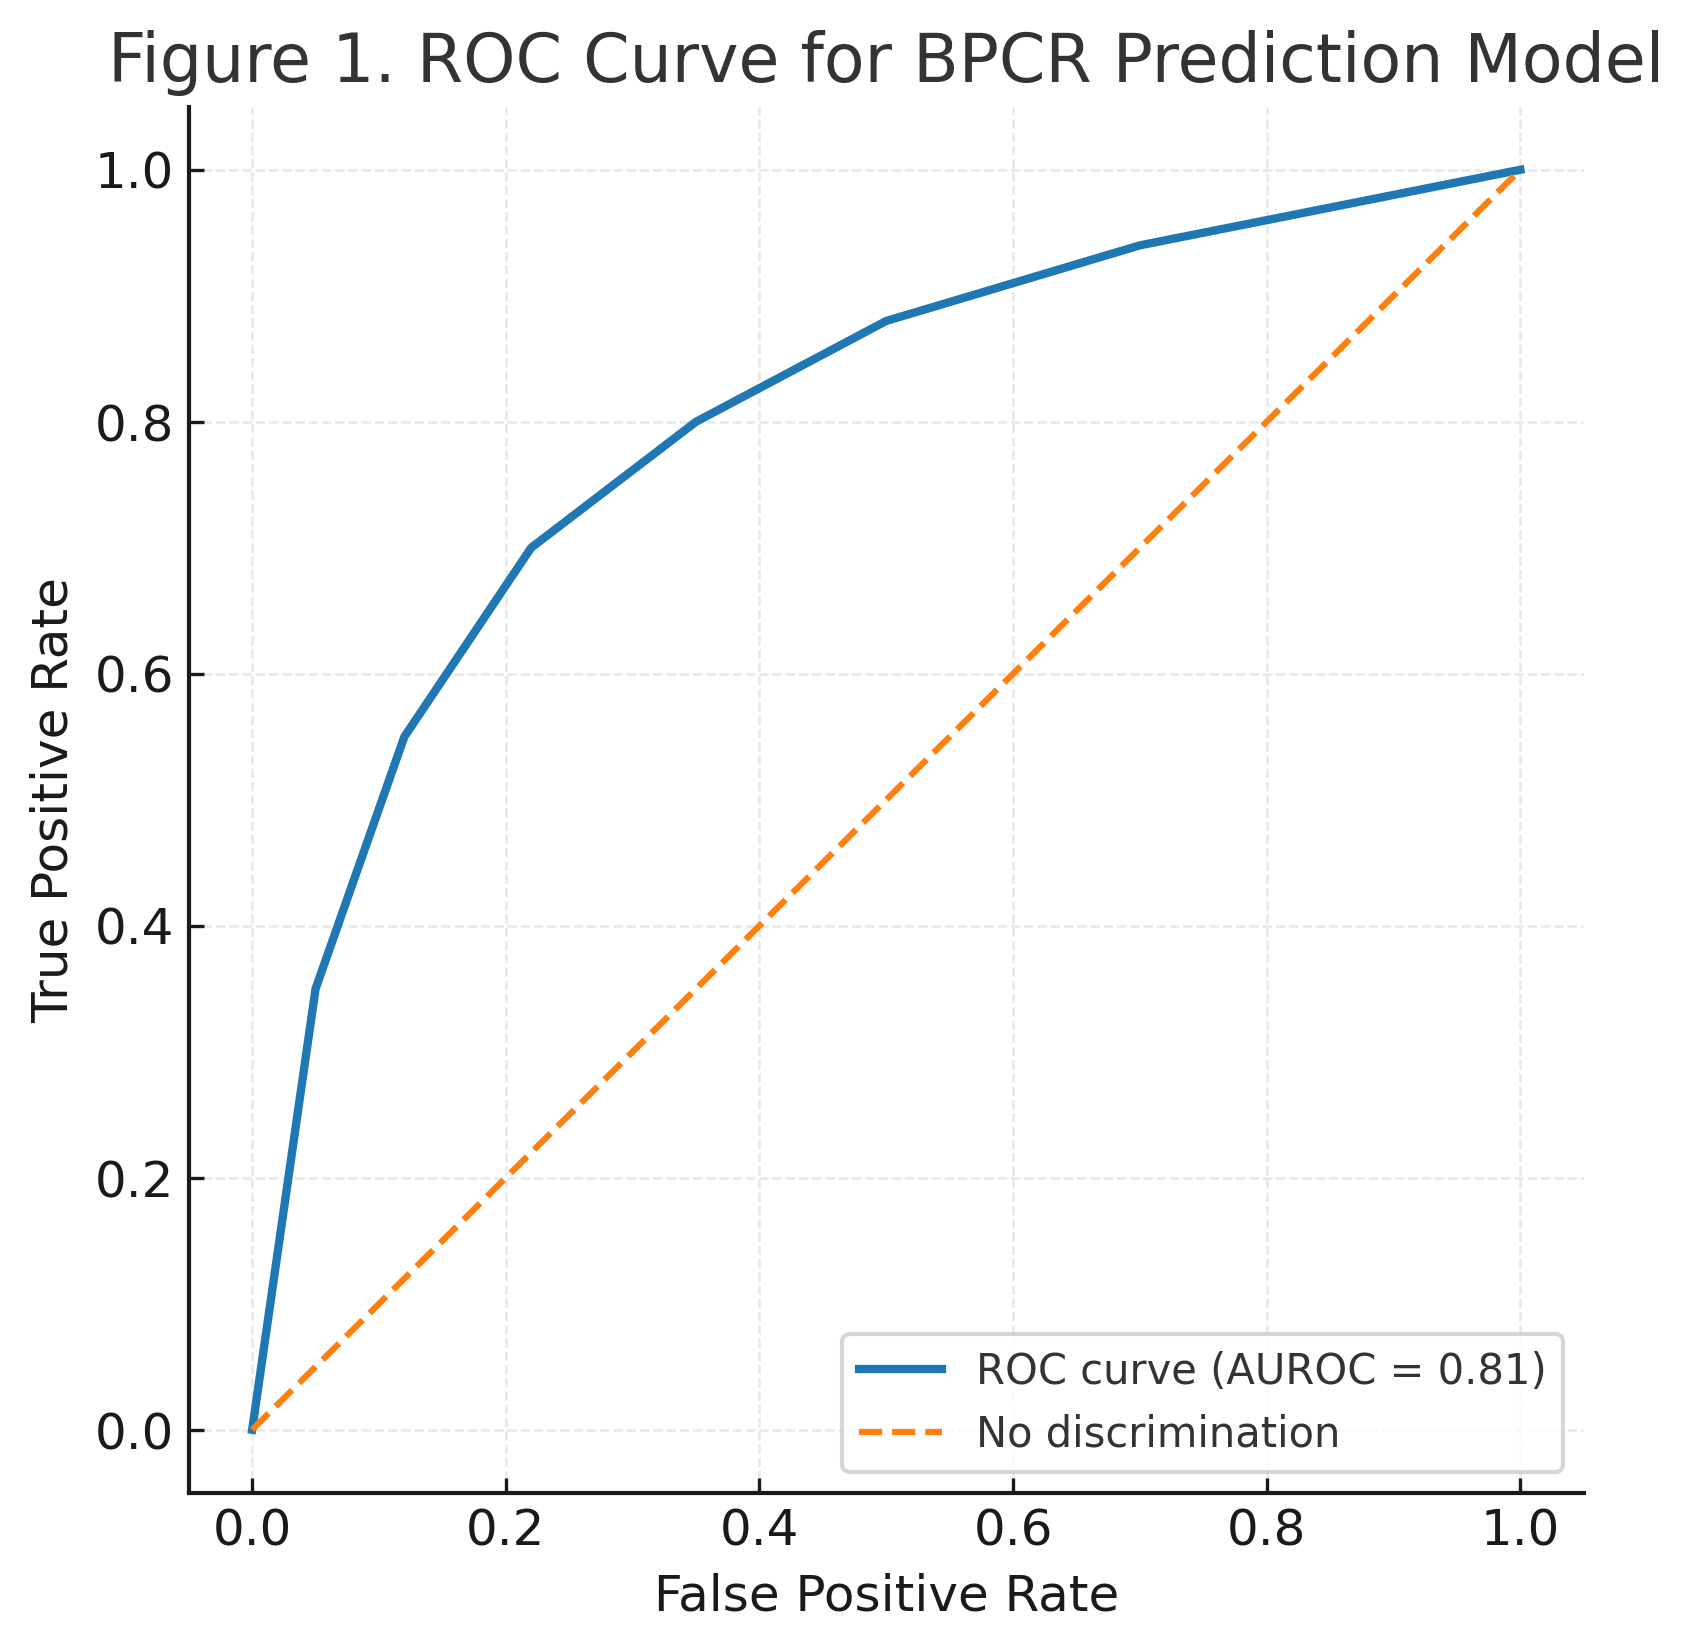 Figure 1. ROC Curve for BPCR Prediction Model
True Positive Rate
1.0
0.8
0.6
0.4
0.2
0.0
0.0 0.2 0.4 0.6 0.8 1.0
False Positive Rate
ROC curve (AUROC = 0.81)
No discrimination